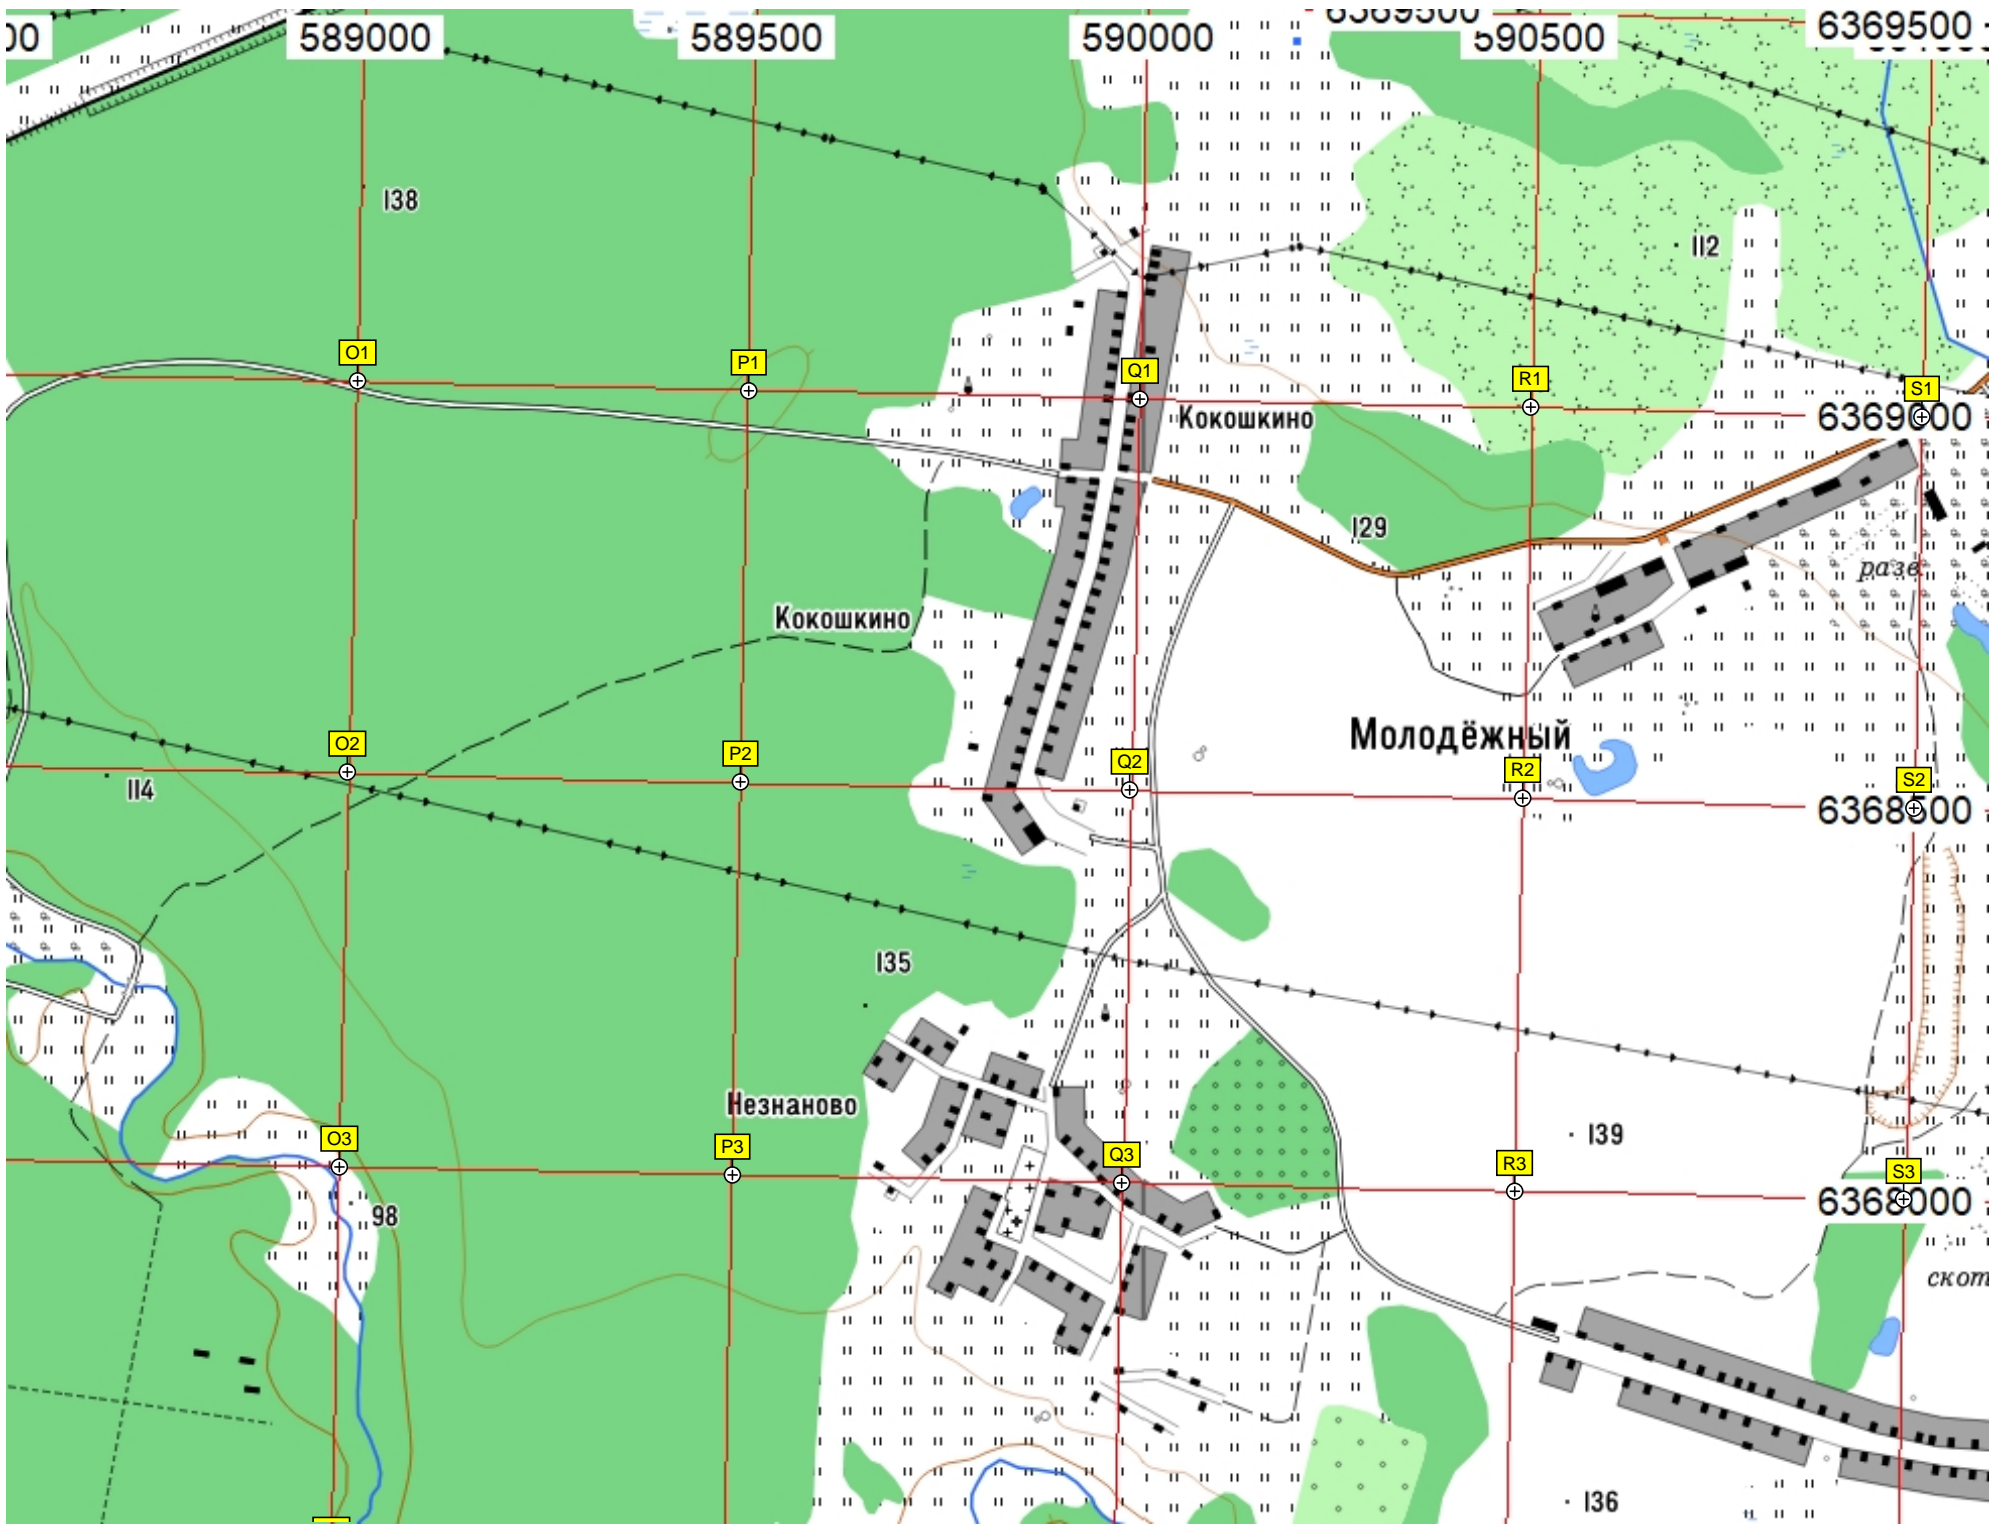 589000
589500
590000
590500
6369500
138
112
O1
P1
Q1
R1
S1
6369000
Кокошкино
129
разв
Кокошкино
Молодёжный
O2
P2
Q2
R2
S2
114
6368500
135
Незнаново
139
O3
P3
Q3
R3
S3
6368000
98
скот
136